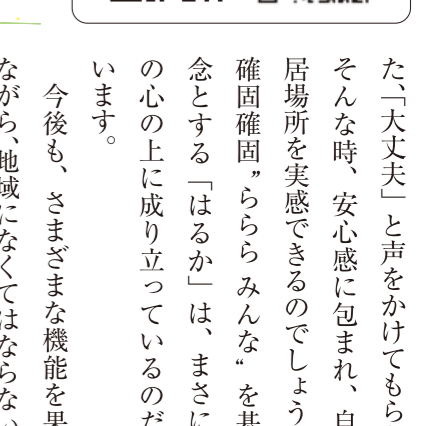 た、「大丈夫」と声をかけてもら
そんな時、安心感に包まれ、自
居場所を実感できるのでしょう
確固確固〝ららら みんな〟を基
念とする「はるか」は、まさに
の心の上に成り立っているのだ
います。
今後も、さまざまな機能を果
ながら、地域になくてはならない